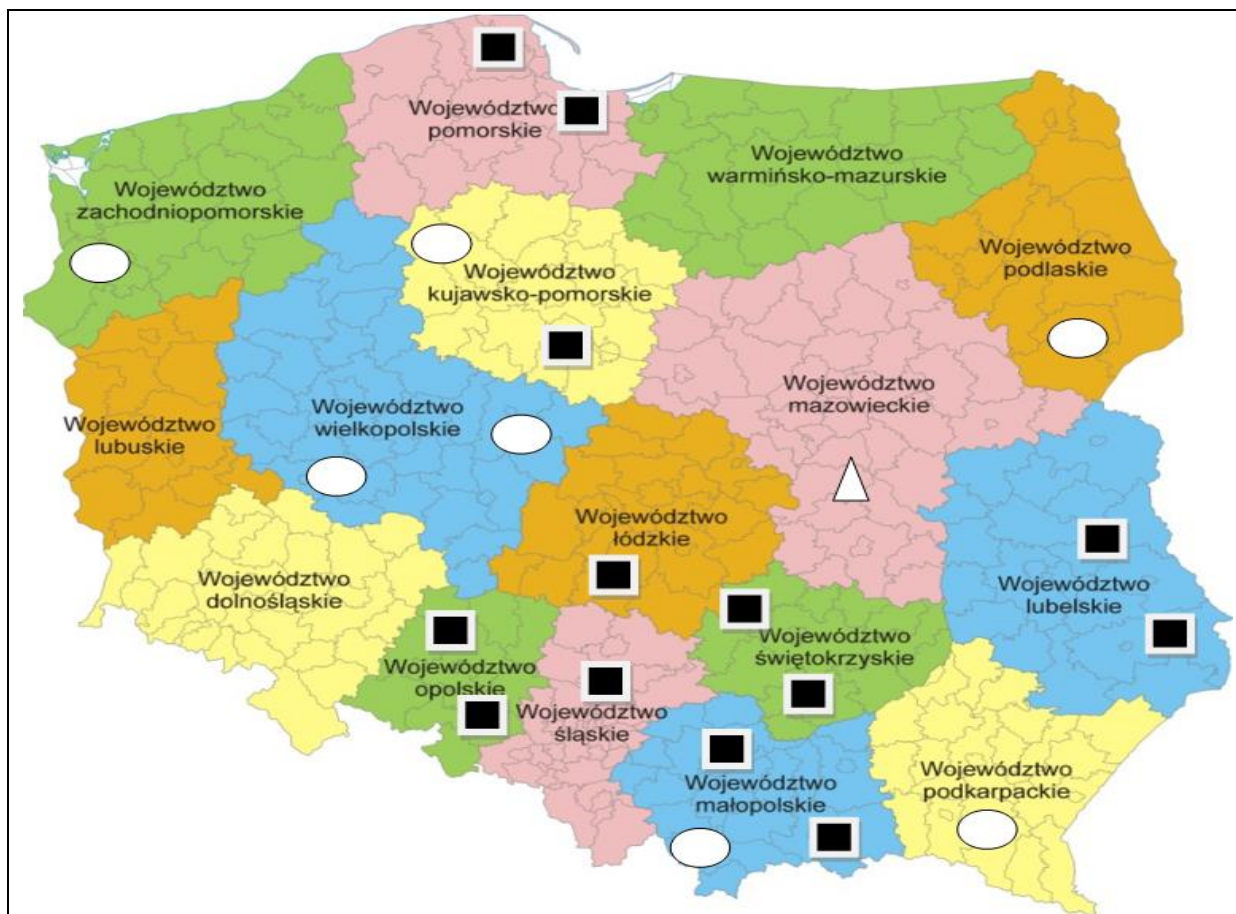 Województwo
pomorskie
Województwo
warmińsko-mazurskie
Województwo
zachodniopomorskie
Województwo
podlaskie
Województwo
kujawsko-pomorskie
Województwo
mazowieckie
Województwo
wielkopolskie
Województwo
lubuskie
Województwo
łódzkie
Województwo
dolnośląskie
Województwo
lubelskie
Województwo
świętokrzyskie
Województwo
opolskie
Województwo
śląskie
Województwo
podkarpackie
Województwo
małopolskie